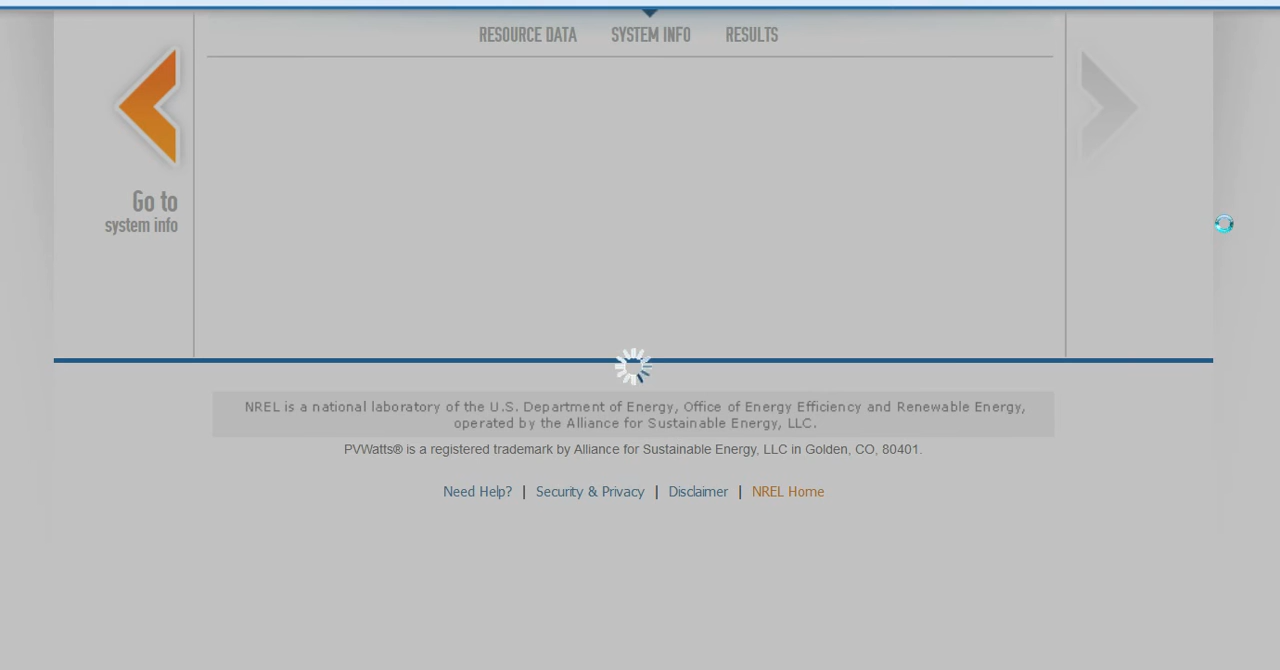 RESOURCE DATA SYSTEM INFO RESULTS
Go to
system info
NREL is a national laboratory of the U.S. Department of Energy, Office of Energy Efficiency and Renewable Energy,
operated by the Alliance for Sustainable Energy, LLC.
PVWatts® is a registered trademark by Alliance for Sustainable Energy, LLC in Golden, CO, 80401.
Need Help? | Security & Privacy | Disclaimer | NREL Home